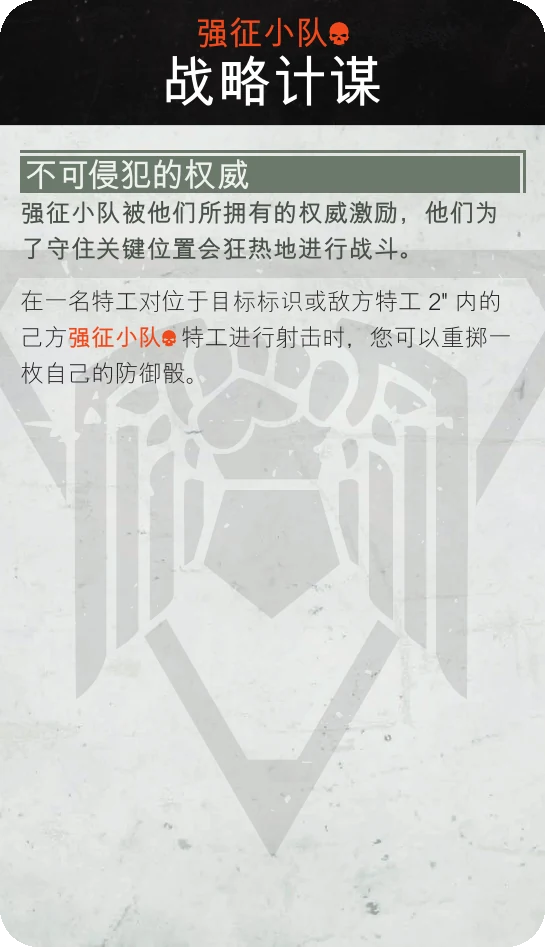 强征小队
战略计谋
不可侵犯的权威
强征小队被他们所拥有的权威激励，他们为
了守住关键位置会狂热地进行战斗。
在一名特工对位于目标标识或敌方特工 2" 内的
己方强征小队特工进行射击时，您可以重掷一
枚自己的防御骰。